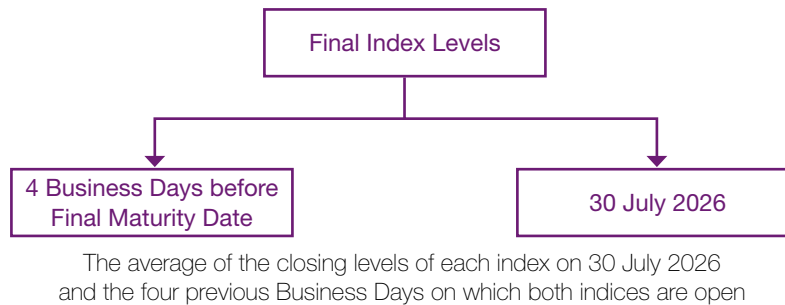 Final Index Levels
4 Business Days before
Final Maturity Date
30 July 2026
The average of the closing levels of each index on 30 July 2026
and the four previous Business Days on which both indices are open